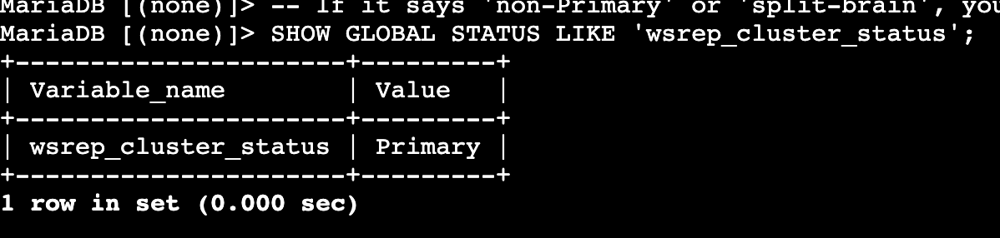 MariaDB [(none)]> -- If it says 'non-Primary' or 'split-brain', you
MariaDB [(none)]> SHOW GLOBAL STATUS LIKE 'wsrep_cluster_status';
+----------------------+---------+
| Variable_name        | Value   |
+----------------------+---------+
| wsrep_cluster_status | Primary |
+----------------------+---------+
1 row in set (0.000 sec)